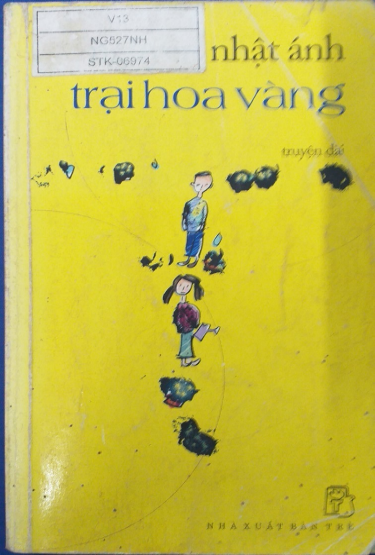 V13
NG527NH
STK-06974
nhật ánh
trại hoa vàng
truyện dài
NHÀ XUẤT BẢN TRẺ